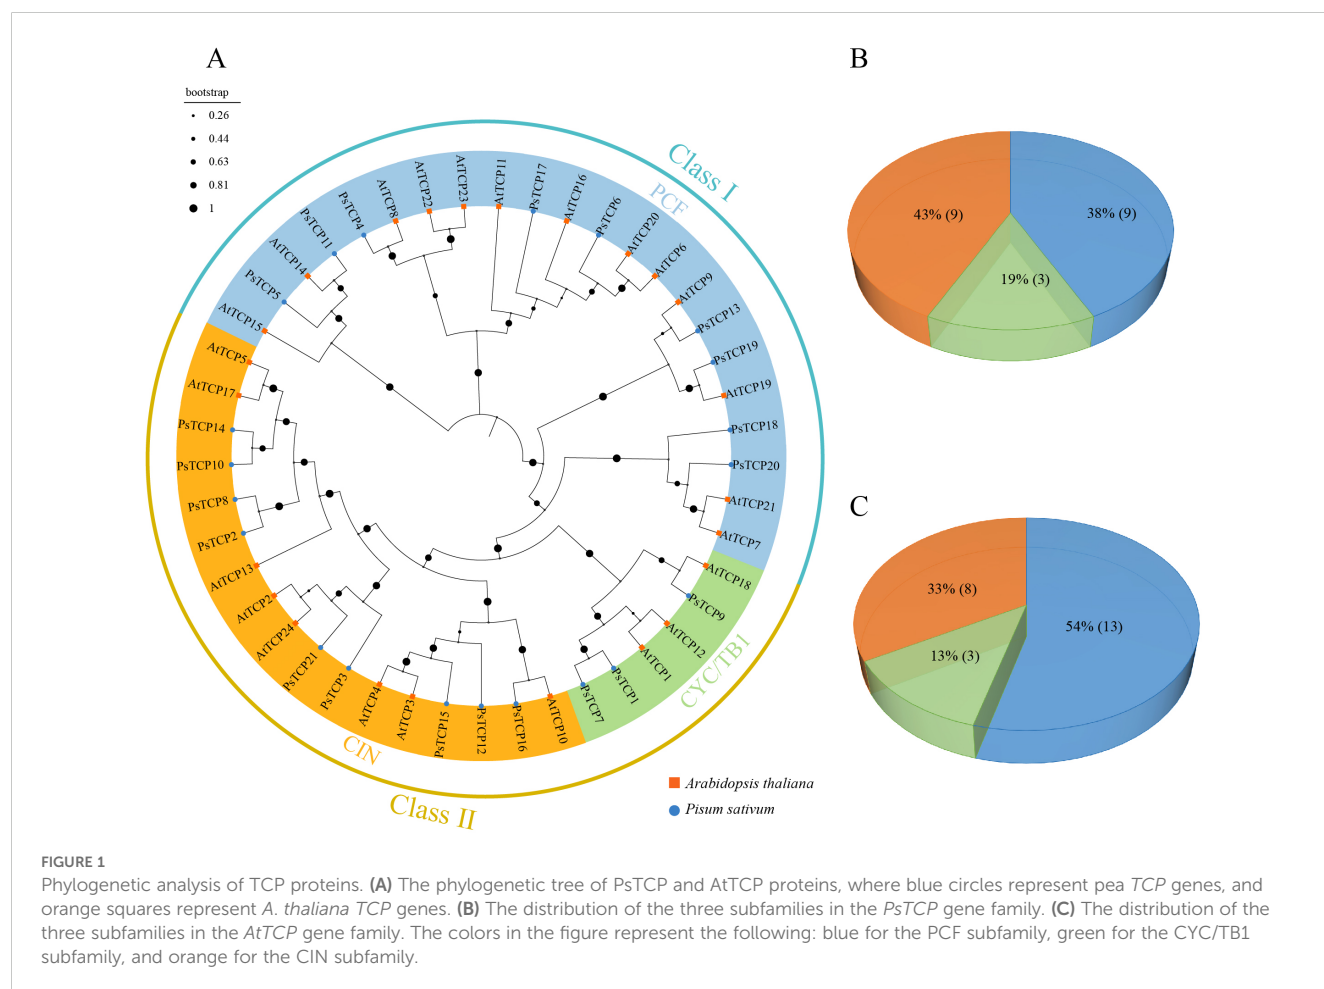 A
bootstrap
0.26
0.44
0.63
0.81
1
Class I
PCF
AtTCP15
PsTCP5
AtTCP14
PsTCP11
PsTCP4
AtTCP8
AtTCP22
AtTCP23
AtTCP11
PsTCP17
AtTCP16
PsTCP6
AtTCP20
AtTCP6
AtTCP9
PsTCP13
PsTCP19
AtTCP19
PsTCP18
PsTCP20
AtTCP21
AtTCP7
AtTCP18
PsTCP9
AtTCP12
AtTCP1
PsTCP1
PsTCP7
CYC/TB1
AtTCP10
PsTCP16
PsTCP12
PsTCP15
AtTCP3
AtTCP4
PsTCP3
PsTCP21
AtTCP24
AtTCP2
AtTCP13
PsTCP2
PsTCP8
PsTCP10
PsTCP14
AtTCP17
AtTCP5
CIN
Class II
Arabidopsis thaliana
Pisum sativum
B
43% (9)
38% (9)
19% (3)
C
33% (8)
54% (13)
13% (3)
FIGURE 1
Phylogenetic analysis of TCP proteins. (A) The phylogenetic tree of PsTCP and AtTCP proteins, where blue circles represent pea TCP genes, and
orange squares represent A. thaliana TCP genes. (B) The distribution of the three subfamilies in the PsTCP gene family. (C) The distribution of the
three subfamilies in the AtTCP gene family. The colors in the figure represent the following: blue for the PCF subfamily, green for the CYC/TB1
subfamily, and orange for the CIN subfamily.